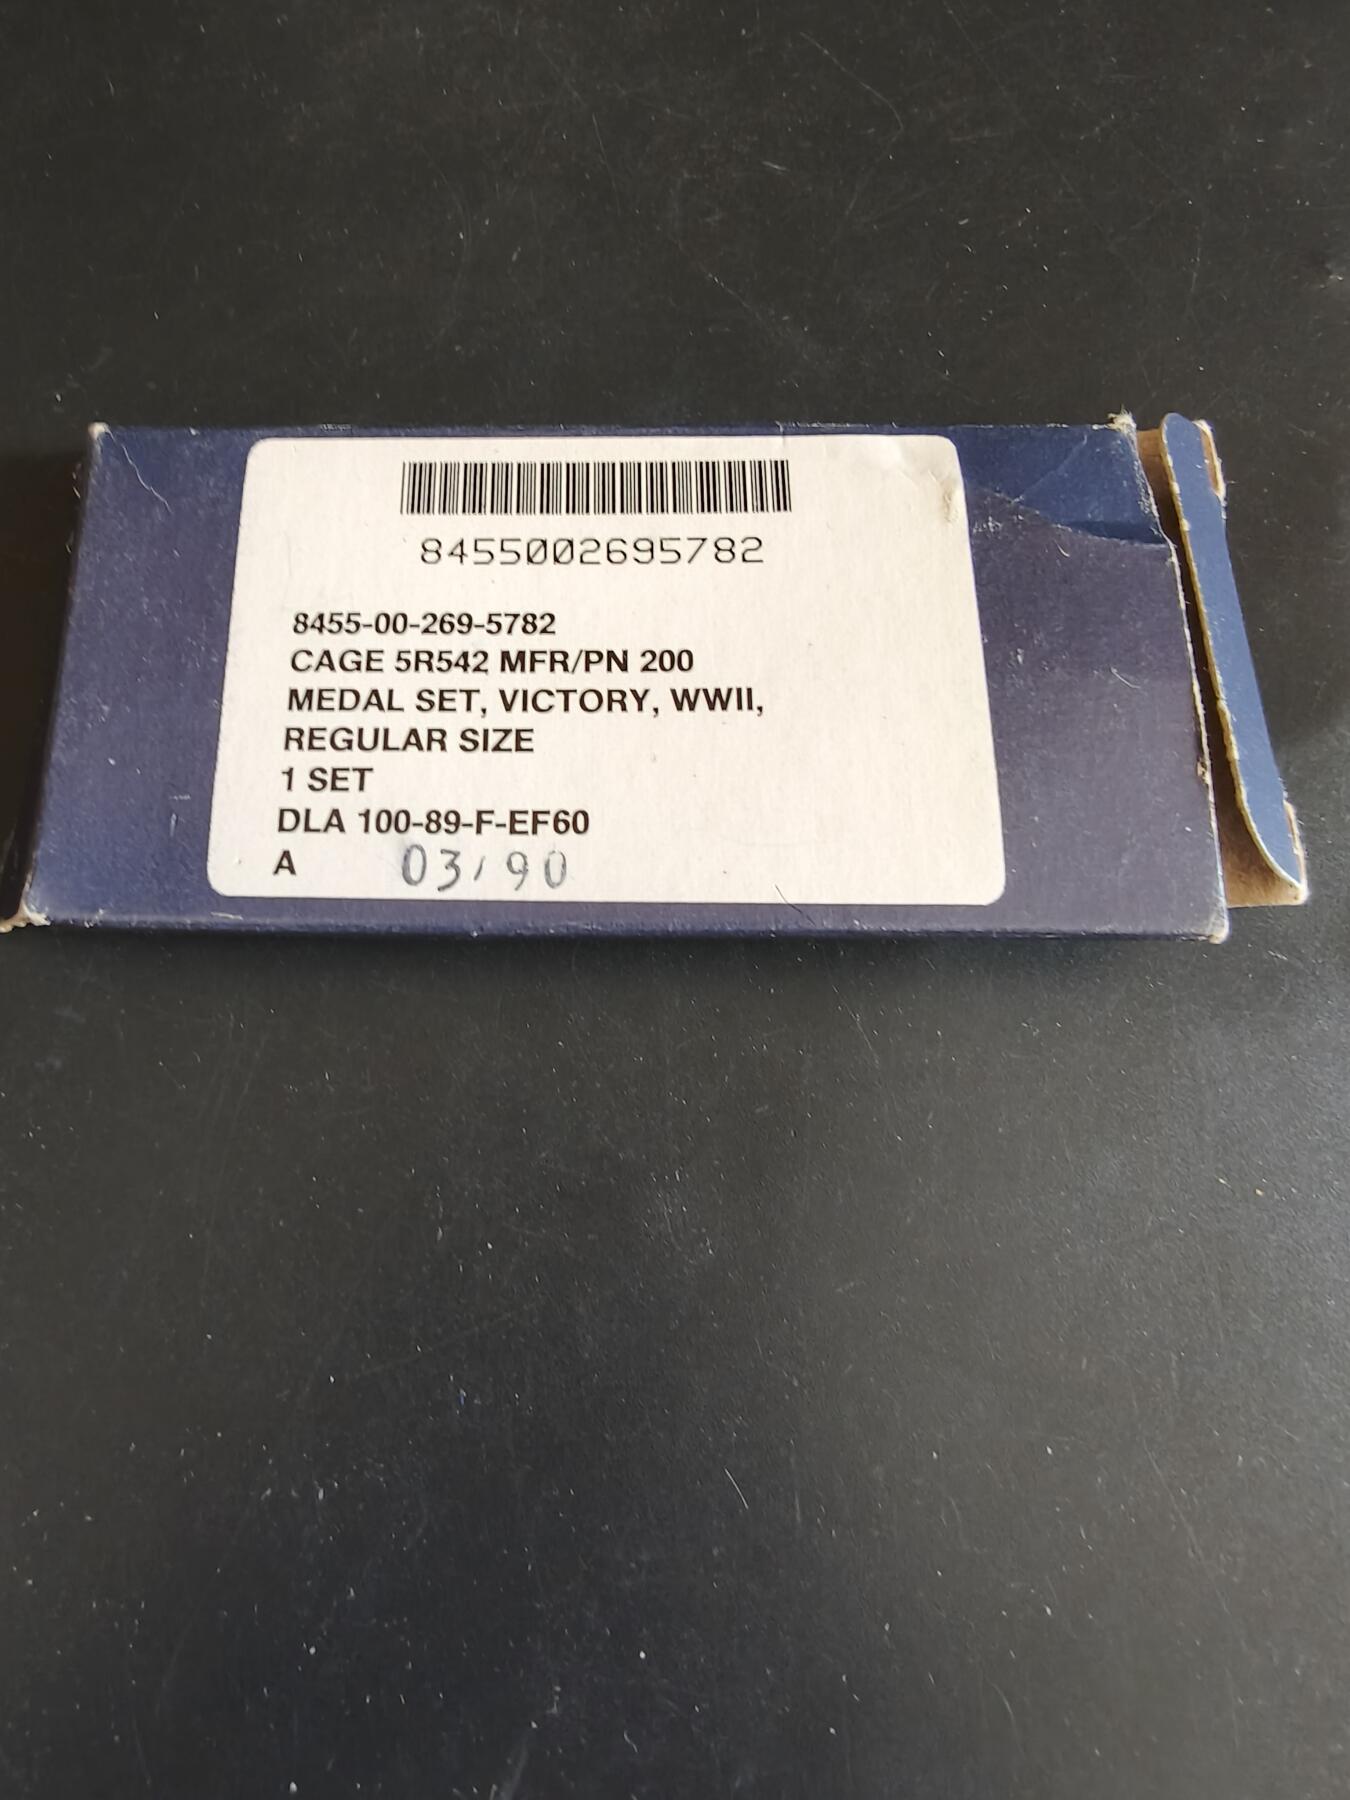 8455002695782
8455-00-269-5782
CAGE 5R542 MFR/PN 200
MEDAL SET, VICTORY, WWII,
REGULAR SIZE
1 SET
DLA 100-89-F-EF60
A 03/90